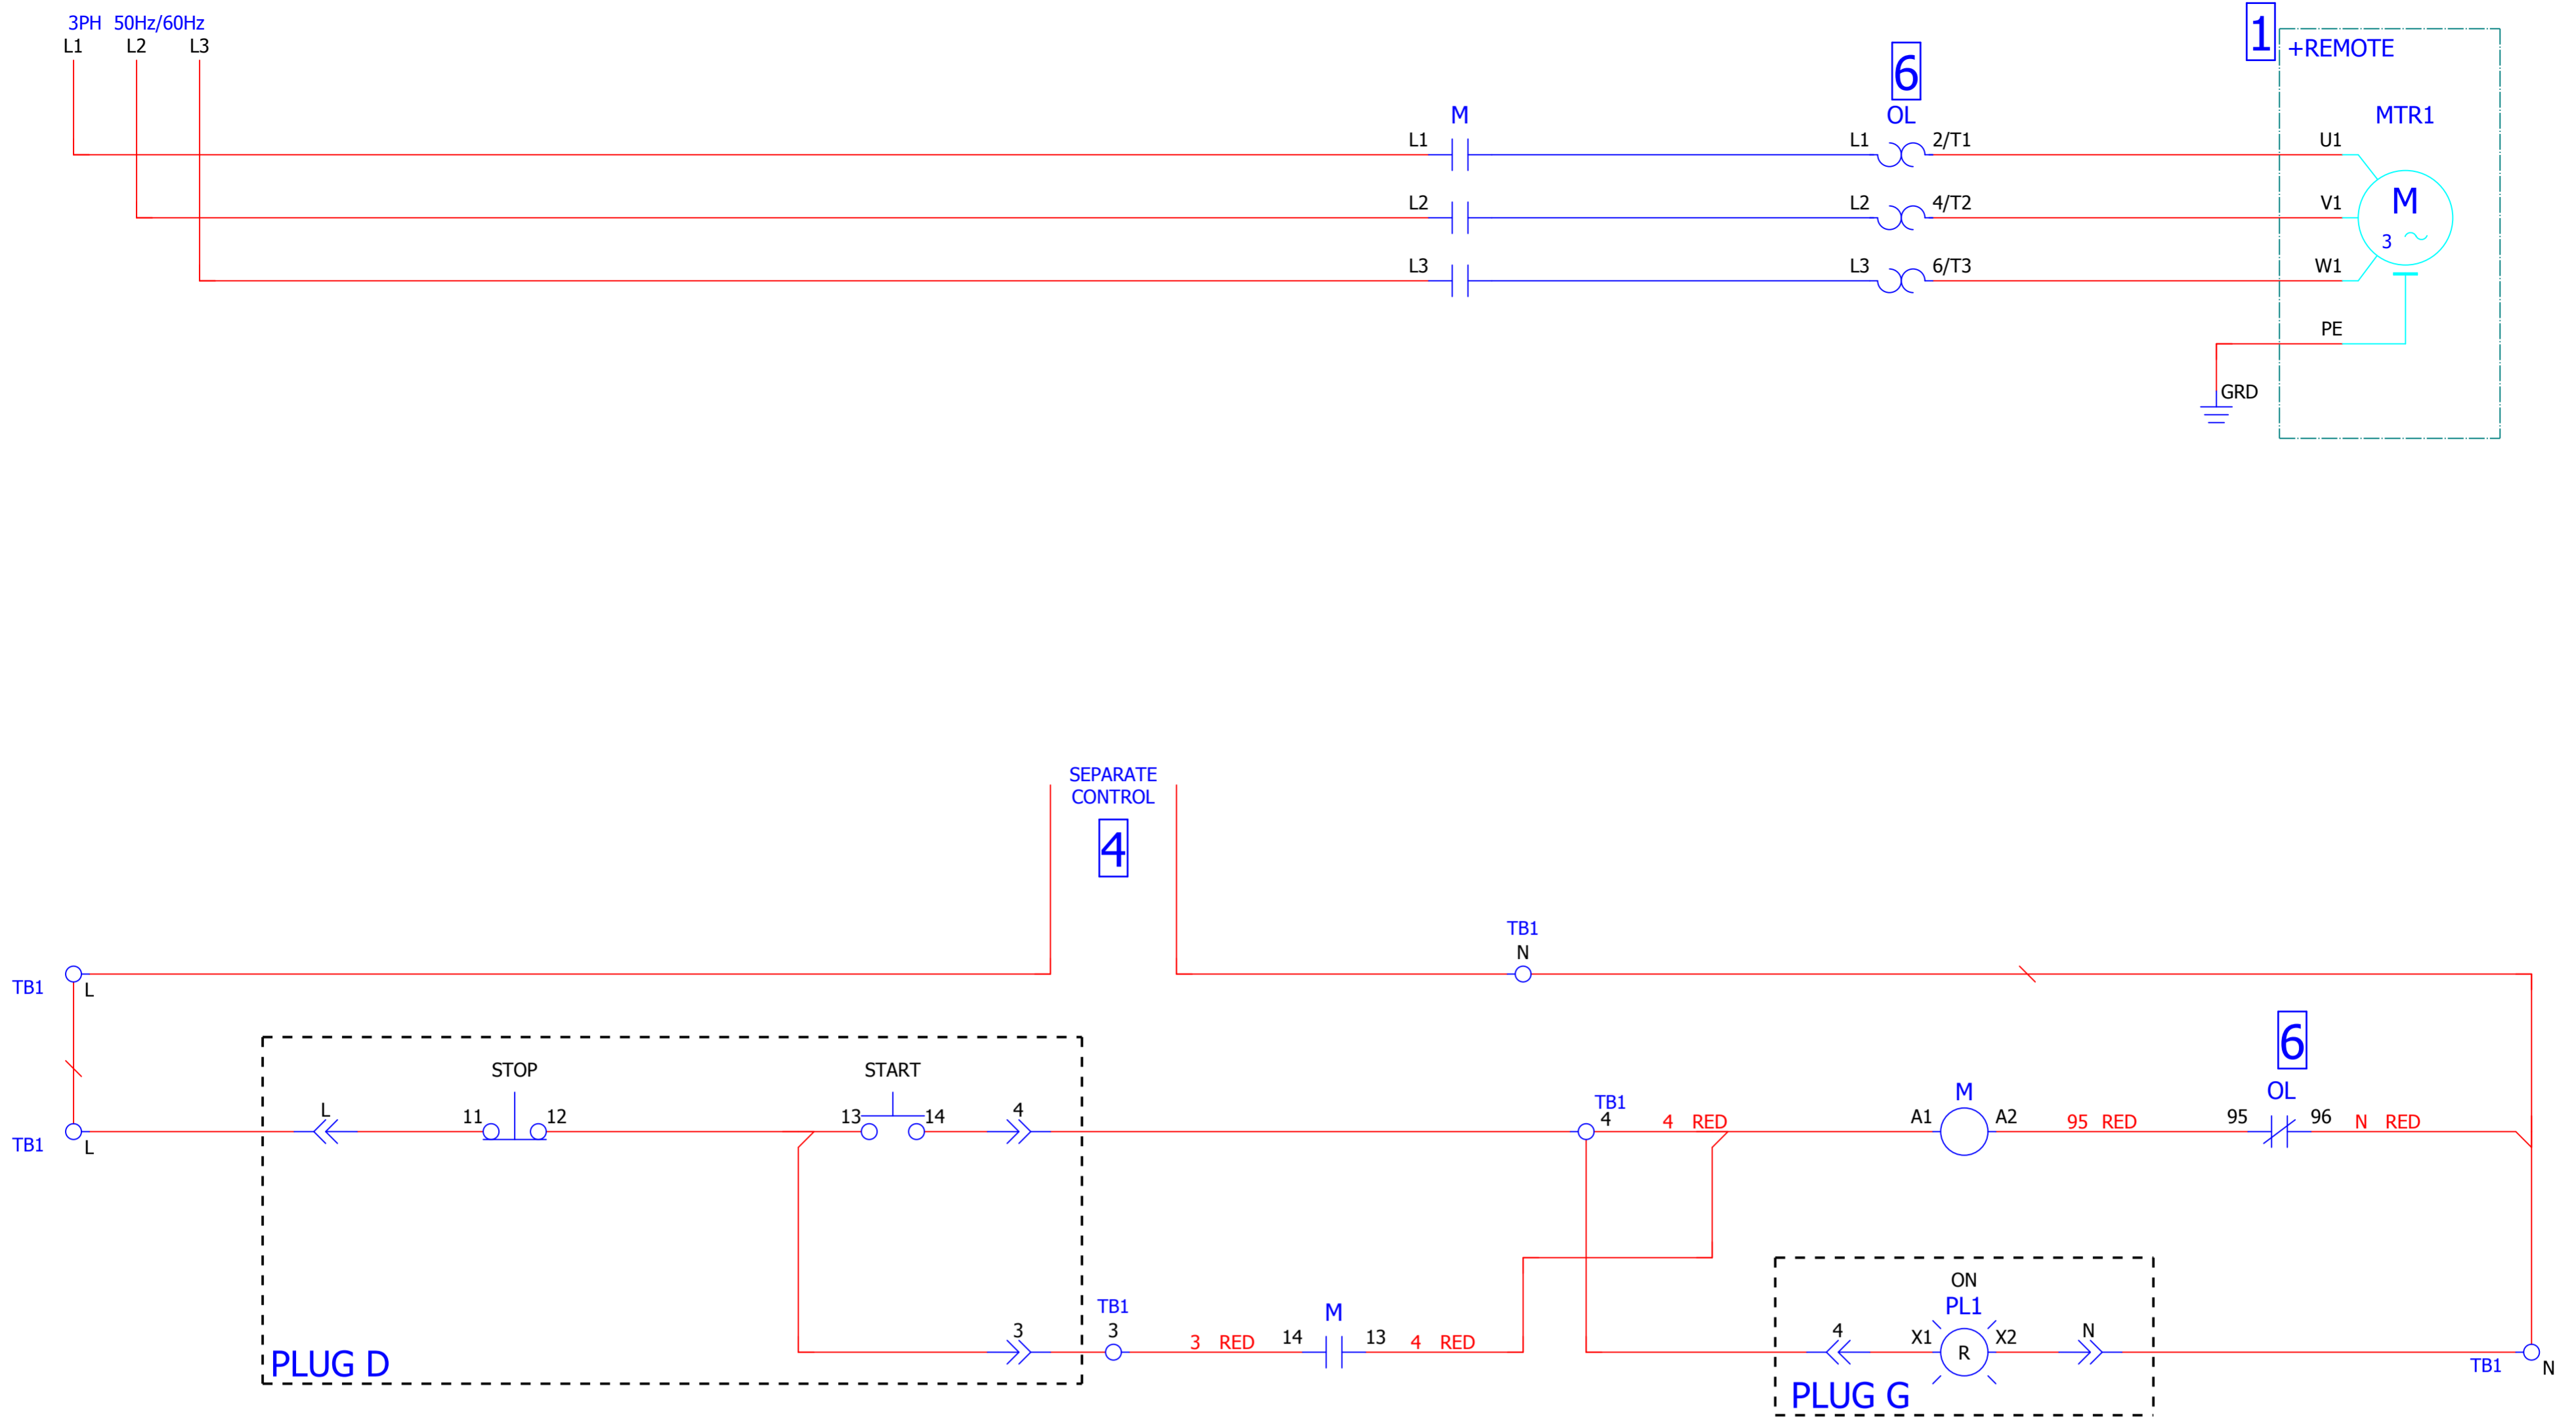 3PH 50Hz/60Hz
L1 L2 L3
1
+REMOTE
6
M
OL
MTR1
L1 L1 2/T1 U1
M
L2 L2 4/T2 V1
3
L3 L3 6/T3 W1
PE
GRD
SEPARATE
CONTROL
4
TB1
N
TB1 L
6
STOP START
OL
M
TB1
L 11 12 13 14 4 4 4 RED A1 A2 95 RED 95 96 N RED
TB1 L
ON
TB1 M PL1
3 3 3 RED 14 13 4 RED 4 X1 R X2 N
TB1 N
PLUG D
PLUG G